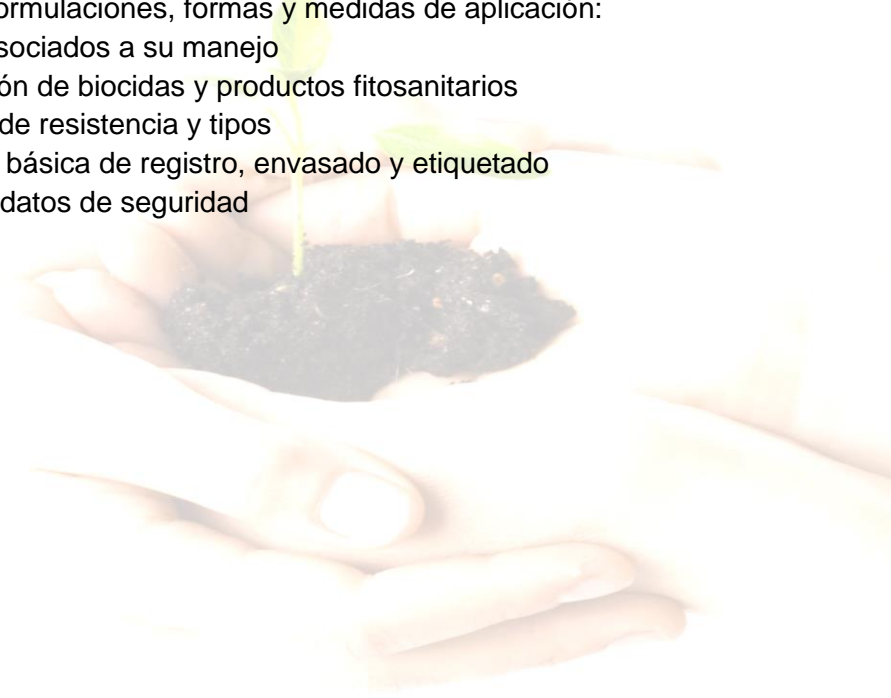 ormulaciones, formas y medidas de aplicación:
sociados a su manejo
ón de biocidas y productos fitosanitarios
de resistencia y tipos
básica de registro, envasado y etiquetado
datos de seguridad